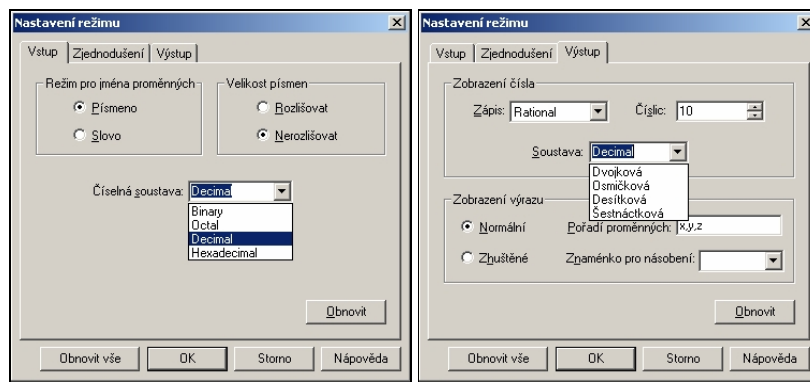 Nastavení režimu
Vstup Zjednodušení Výstup
Režim pro jména proměnných
Písmeno
Slovo
Velikost písmen
Rozlišovat
Nerozlišovat
Číselná soustava: Decimal
Binary
Octal
Decimal
Hexadecimal
Obnovit
Obnovit vše OK Storno Nápověda
Nastavení režimu
Vstup Zjednodušení Výstup
Zobrazení čísla
Zápis: Rational Číslic: 10
Soustava: Decimal
Dvojková
Osmičková
Desítková
Šestnáctková
Zobrazení výrazu
Normální Pořadí proměnných: x,y,z
Zhuštěné Znaménko pro násobení:
Obnovit
Obnovit vše OK Storno Nápověda